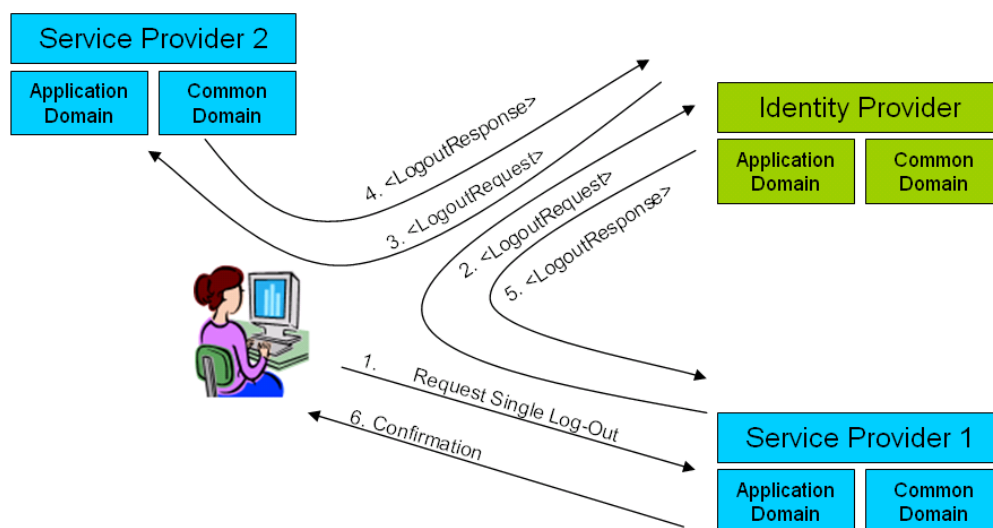 Service Provider 2
Application
Domain
Common
Domain
Identity Provider
Application
Domain
Common
Domain
4. <LogoutResponse>
3. <LogoutRequest>
2. <LogoutRequest>
5. <LogoutResponse>
1. Request Single Log-Out
6. Confirmation
Service Provider 1
Application
Domain
Common
Domain